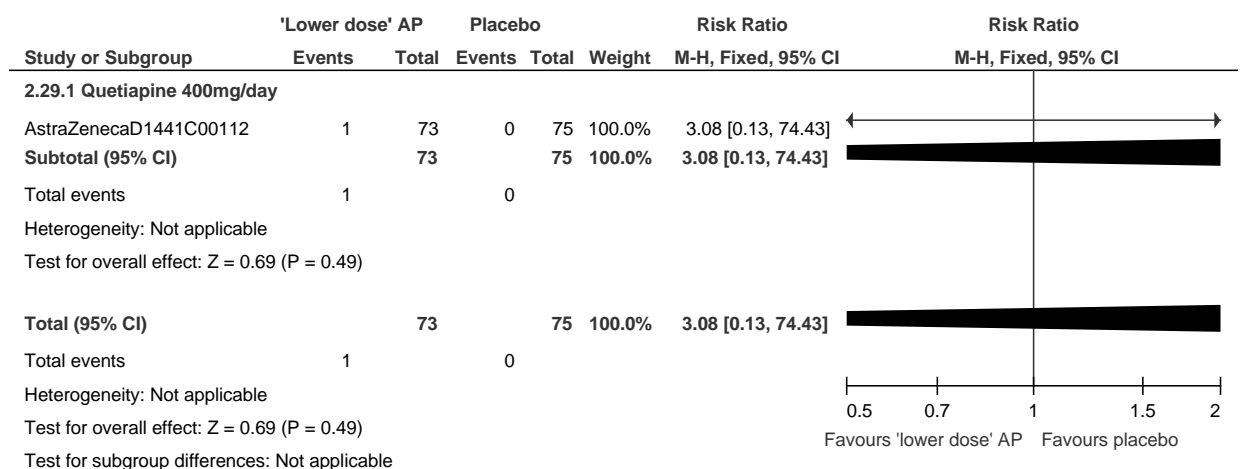 'Lower dose' AP Placebo Risk Ratio Risk Ratio
Study or Subgroup Events Total Events Total Weight M-H, Fixed, 95% CI M-H, Fixed, 95% CI
2.29.1 Quetiapine 400mg/day
AstraZenecaD1441C00112 1 73 0 75 100.0% 3.08 [0.13, 74.43]
Subtotal (95% CI) 73 75 100.0% 3.08 [0.13, 74.43]
Total events 1 0
Heterogeneity: Not applicable
Test for overall effect: Z = 0.69 (P = 0.49)
Total (95% CI) 73 75 100.0% 3.08 [0.13, 74.43]
Total events 1 0
Heterogeneity: Not applicable
0.5 0.7 1 1.5 2
Test for overall effect: Z = 0.69 (P = 0.49)
Favours 'lower dose' AP Favours placebo
Test for subgroup differences: Not applicable